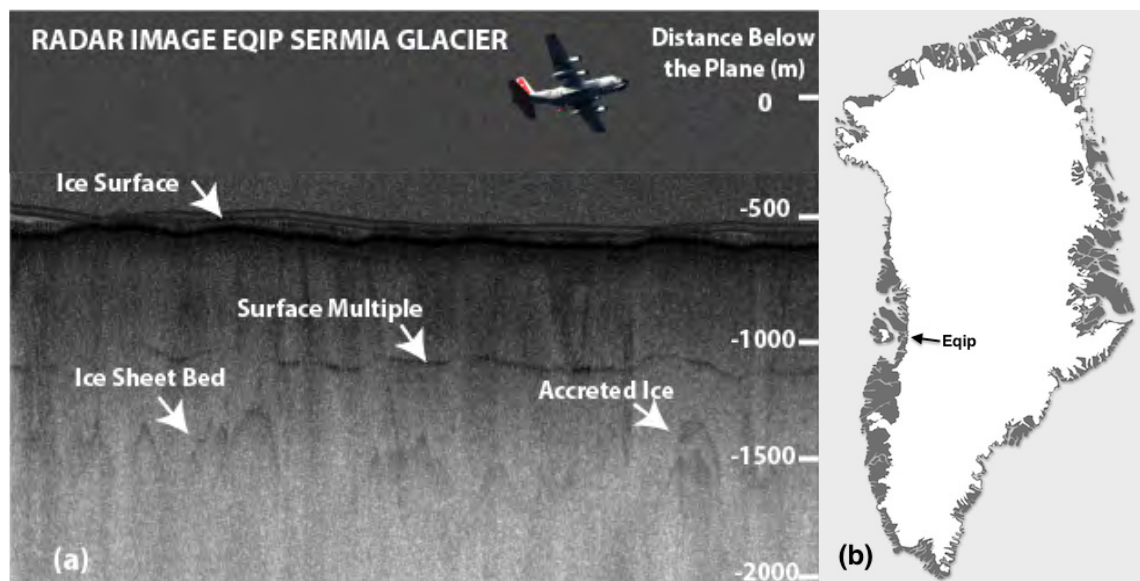 RADAR IMAGE EQIP SERMIA GLACIER
Distance Below
the Plane (m)
0
Ice Surface
-500
Surface Multiple
-1000
Ice Sheet Bed
Accreted Ice
-1500
(a)
-2000
Eqip
(b)